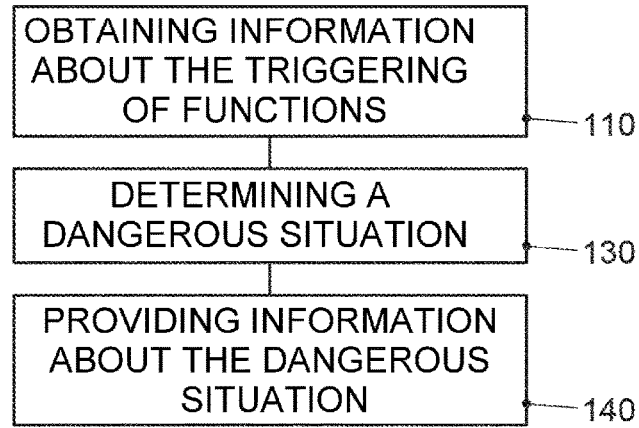 OBTAINING INFORMATION
ABOUT THE TRIGGERING
OF FUNCTIONS
110
DETERMINING A
DANGEROUS SITUATION
130
PROVIDING INFORMATION
ABOUT THE DANGEROUS
SITUATION
140